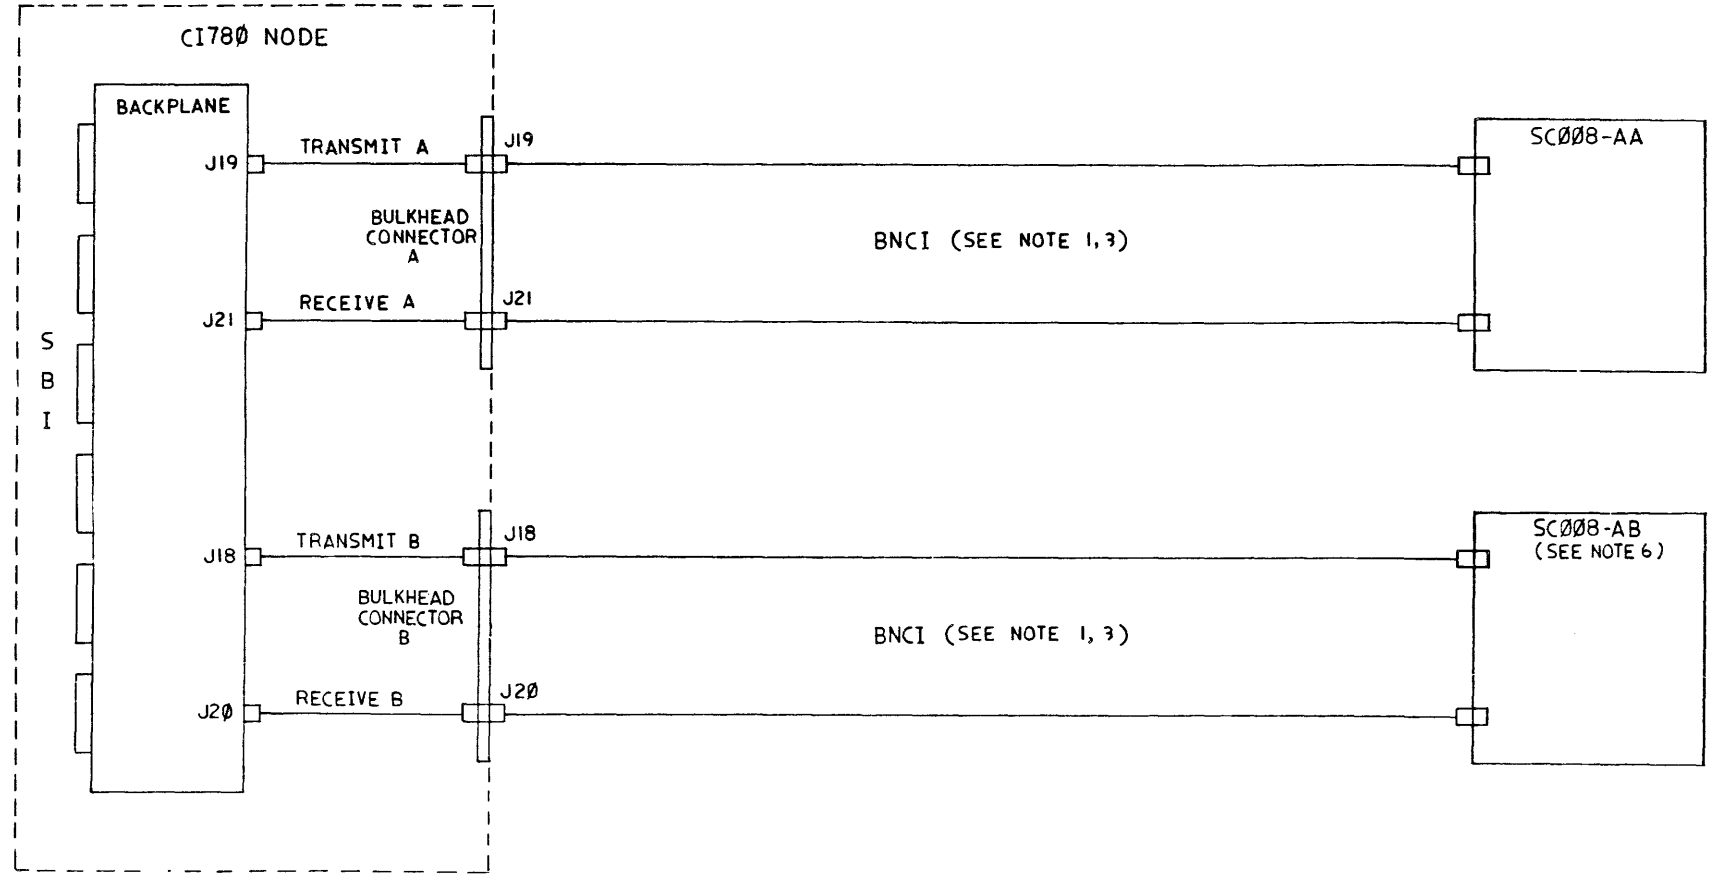 CI78Ø NODE
BACKPLANE
J19
TRANSMIT A
J19
BULKHEAD
CONNECTOR
A
BNCI (SEE NOTE 1,3)
SCØØ8-AA
J21
RECEIVE A
J21
S
B
I
J18
TRANSMIT B
J18
BULKHEAD
CONNECTOR
B
BNCI (SEE NOTE 1,3)
SCØØ8-AB
(SEE NOTE 6)
J2Ø
RECEIVE B
J2Ø